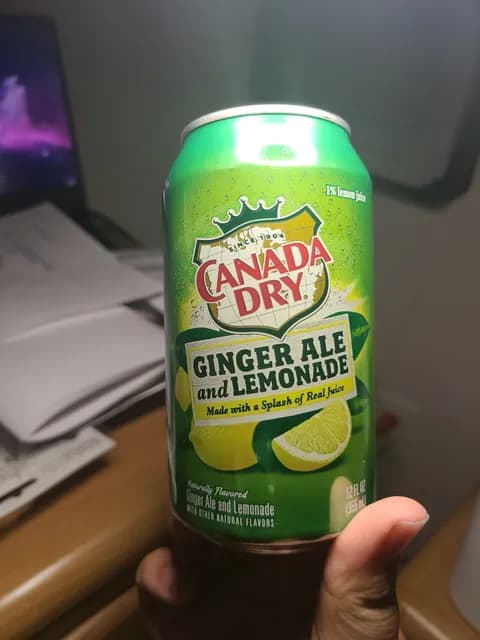 1% lemon juice
SINCE 1904
CANADA
DRY
GINGER ALE
and LEMONADE
Made with a Splash of Real Juice
Naturally Flavored
Ginger Ale and Lemonade
WITH OTHER NATURAL FLAVORS
12 FL OZ
(355 mL)